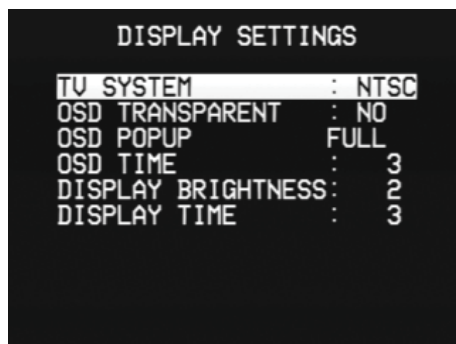 DISPLAY SETTINGS
TV SYSTEM : NTSC
OSD TRANSPARENT : NO
OSD POPUP FULL
OSD TIME : 3
DISPLAY BRIGHTNESS: 2
DISPLAY TIME : 3